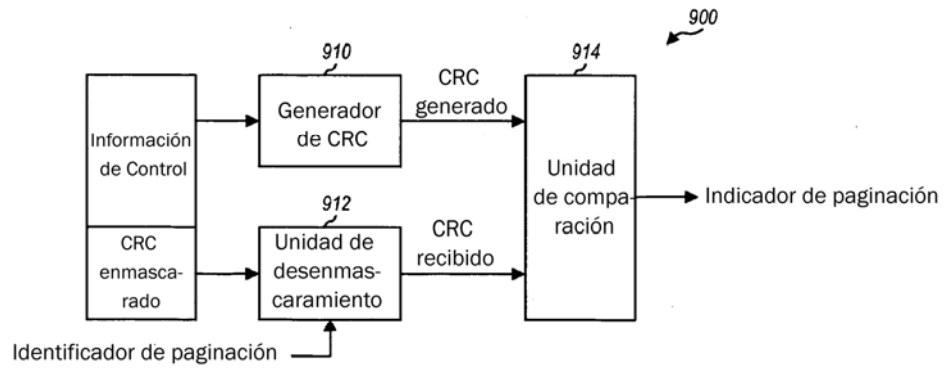 900
910
914
Información
de Control
Generador
de CRC
CRC
generado
Unidad
de compa-
ración
Indicador de paginación
912
CRC
enmasca-
rado
Unidad de
desenmas-
caramiento
CRC
recibido
Identificador de paginación